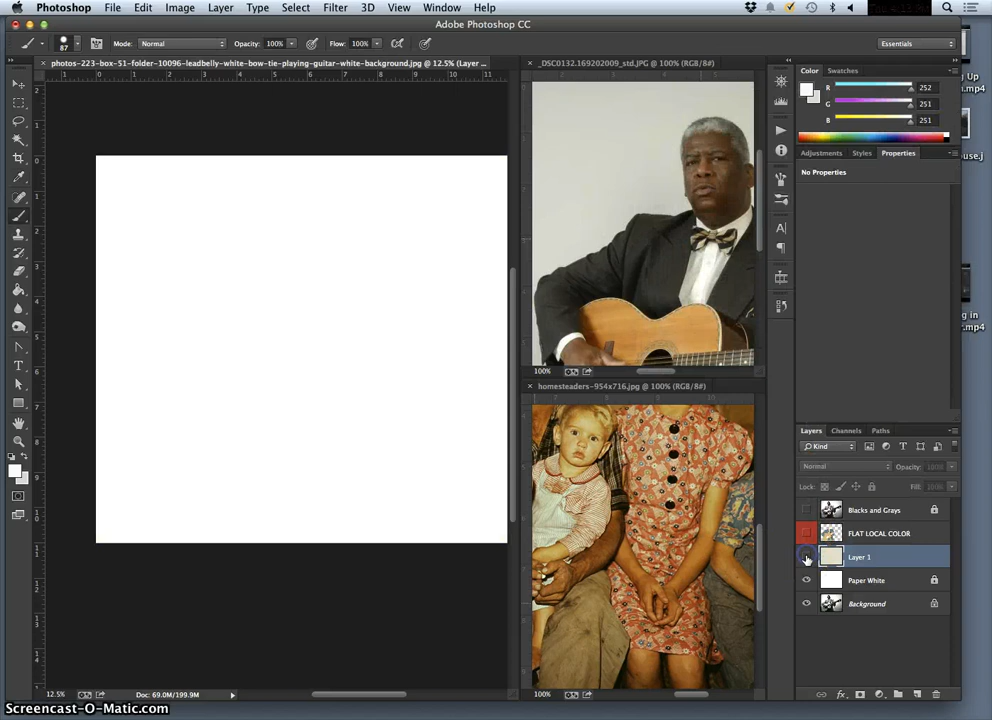 Photoshop File Edit Image Layer Type Select Filter 3D View Window Help
Adobe Photoshop CC
87 Mode: Normal Opacity: 100% Flow: 100% Essentials
photos-223-box-51-folder-10096-leadbelly-white-bow-tie-playing-guitar-white-background.jpg @ 12.5% (Layer ...
_DSC0132.169202009_std.JPG @ 100% (RGB/8#)
Color Swatches
R 252
G 251
B 251
Adjustments Styles Properties
No Properties
100%
homesteaders-954x716.jpg @ 100% (RGB/8#)
Layers Channels Paths
Kind
Normal Opacity: 100%
Lock: Fill: 100%
Blacks and Grays
FLAT LOCAL COLOR
Layer 1
Paper White
Background
12.5% Doc: 69.0M/199.9M
100%
Screencast-O-Matic.com